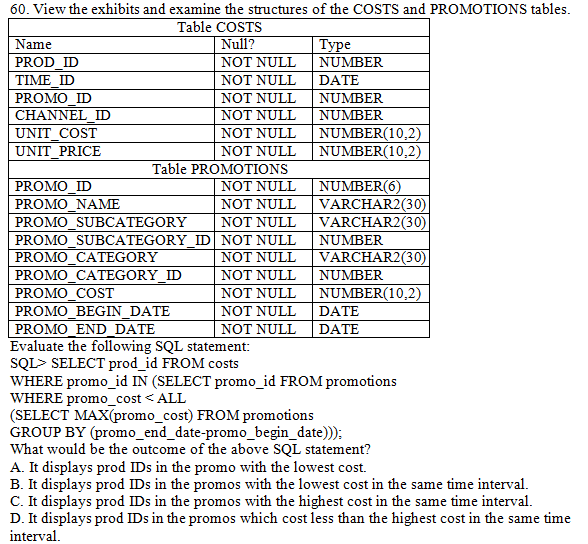 60. View the exhibits and examine the structures of the COSTS and PROMOTIONS tables.
Table COSTS
Name Null? Type
PROD_ID NOT NULL NUMBER
TIME_ID NOT NULL DATE
PROMO_ID NOT NULL NUMBER
CHANNEL_ID NOT NULL NUMBER
UNIT_COST NOT NULL NUMBER(10,2)
UNIT_PRICE NOT NULL NUMBER(10,2)
Table PROMOTIONS
PROMO_ID NOT NULL NUMBER(6)
PROMO_NAME NOT NULL VARCHAR2(30)
PROMO_SUBCATEGORY NOT NULL VARCHAR2(30)
PROMO_SUBCATEGORY_ID NOT NULL NUMBER
PROMO_CATEGORY NOT NULL VARCHAR2(30)
PROMO_CATEGORY_ID NOT NULL NUMBER
PROMO_COST NOT NULL NUMBER(10,2)
PROMO_BEGIN_DATE NOT NULL DATE
PROMO_END_DATE NOT NULL DATE
Evaluate the following SQL statement:
SQL> SELECT prod_id FROM costs
WHERE promo_id IN (SELECT promo_id FROM promotions
WHERE promo_cost < ALL
(SELECT MAX(promo_cost) FROM promotions
GROUP BY (promo_end_date-promo_begin_date)));
What would be the outcome of the above SQL statement?
A. It displays prod IDs in the promo with the lowest cost.
B. It displays prod IDs in the promos with the lowest cost in the same time interval.
C. It displays prod IDs in the promos with the highest cost in the same time interval.
D. It displays prod IDs in the promos which cost less than the highest cost in the same time
interval.